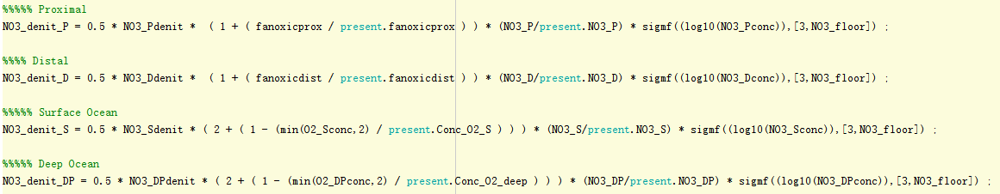 %%%%% Proximal
NO3_denit_P = 0.5 * NO3_Pdenit *  ( 1 + ( fanoxicprox / present.fanoxicprox ) ) * (NO3_P/present.NO3_P) * sigmf((log10(NO3_Pconc)),[3,NO3_floor]) ;
%%%% Distal
NO3_denit_D = 0.5 * NO3_Ddenit *  ( 1 + ( fanoxicdist / present.fanoxicdist ) ) * (NO3_D/present.NO3_D) * sigmf((log10(NO3_Dconc)),[3,NO3_floor]) ;
%%%%% Surface Ocean
NO3_denit_S = 0.5 * NO3_Sdenit * ( 2 + ( 1 - (min(O2_Sconc,2) / present.Conc_O2_S ) ) ) * (NO3_S/present.NO3_S) * sigmf((log10(NO3_Sconc)),[3,NO3_floor]) ;
%%%%% Deep Ocean
NO3_denit_DP = 0.5 * NO3_DPdenit * ( 2 + ( 1 - (min(O2_DPconc,2) / present.Conc_O2_deep ) ) ) * (NO3_DP/present.NO3_DP) * sigmf((log10(NO3_DPconc)),[3,NO3_floor]) ;